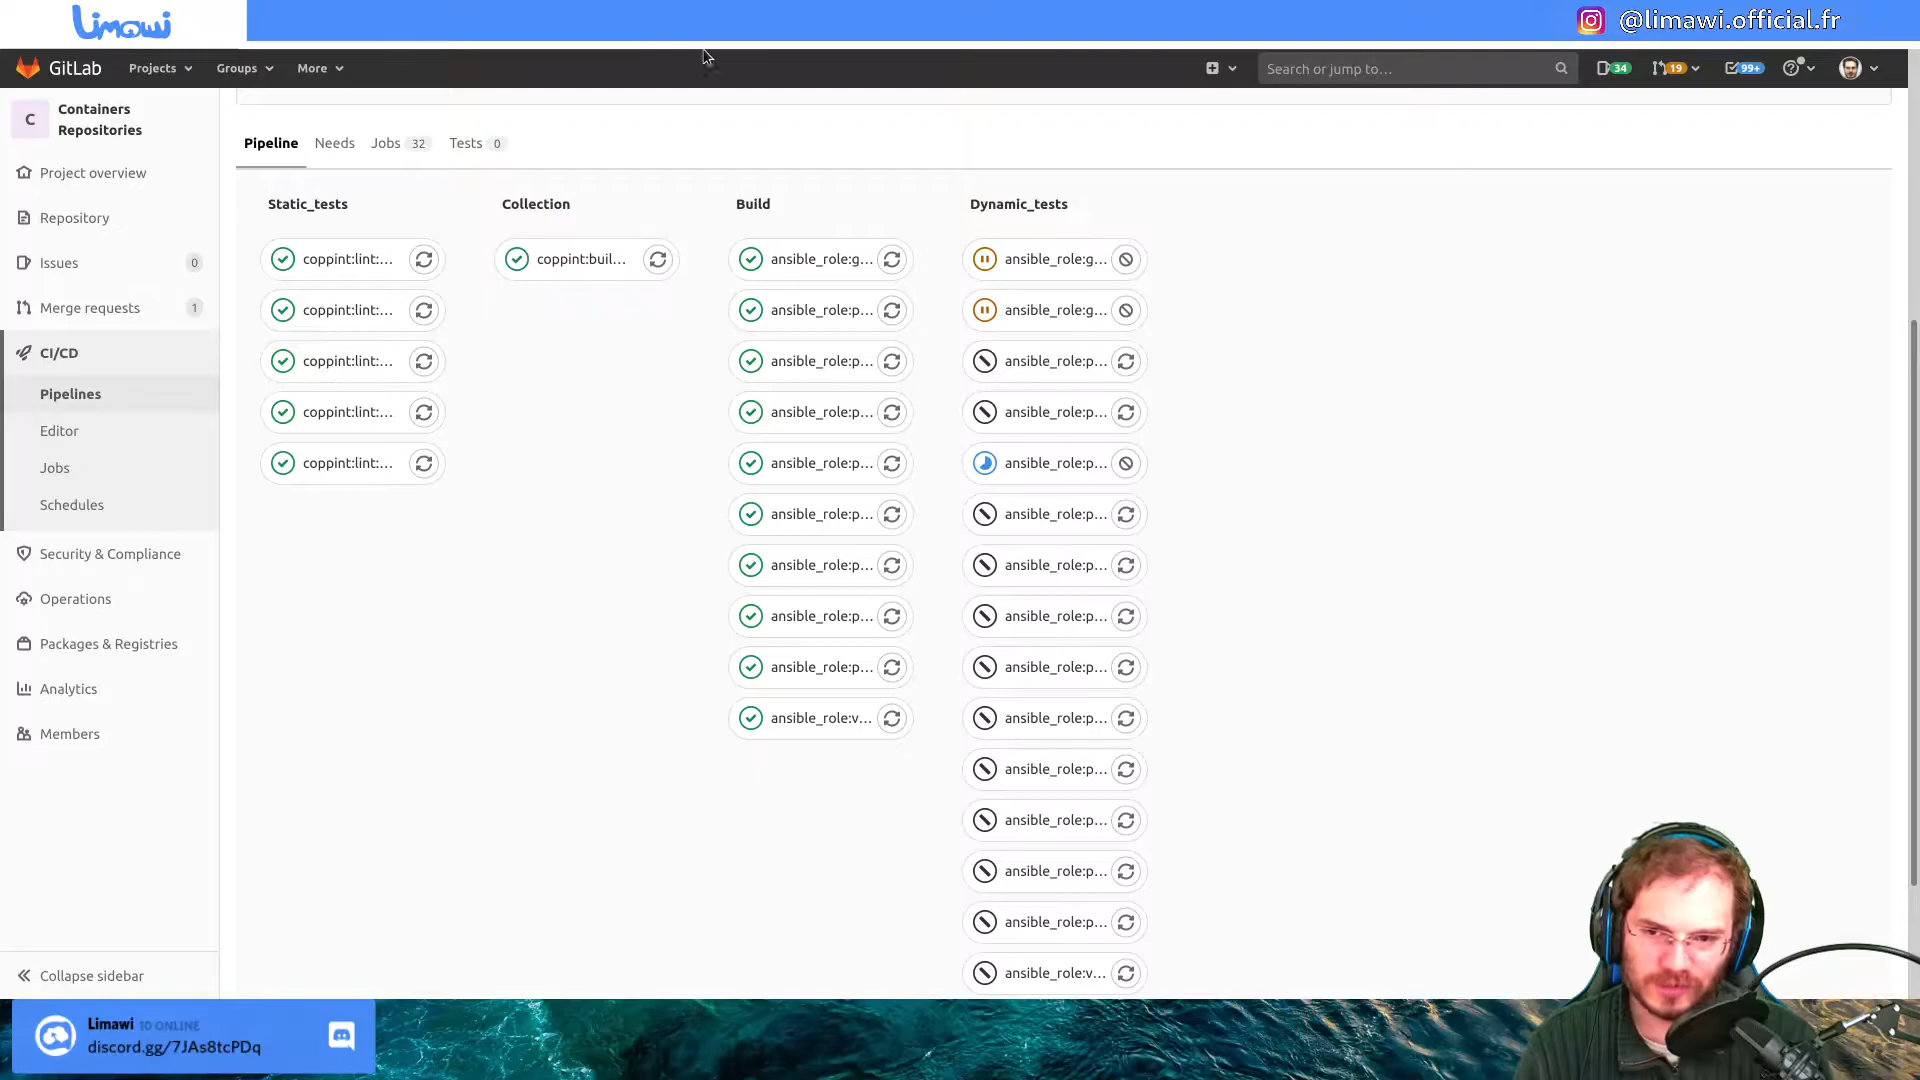 Limawi
@limawi.official.fr
GitLab Projects Groups More Search or jump to... 34 19 99+
C Containers Repositories
Project overview
Repository
Issues 0
Merge requests 1
CI/CD
Pipelines
Editor
Jobs
Schedules
Security & Compliance
Operations
Packages & Registries
Analytics
Members
Collapse sidebar
Pipeline Needs Jobs 32 Tests 0
Static_tests
coppint:lint:...
coppint:lint:...
coppint:lint:...
coppint:lint:...
coppint:lint:...
Collection
coppint:buil...
Build
ansible_role:g...
ansible_role:p...
ansible_role:p...
ansible_role:p...
ansible_role:p...
ansible_role:p...
ansible_role:p...
ansible_role:p...
ansible_role:p...
ansible_role:v...
Dynamic_tests
ansible_role:g...
ansible_role:g...
ansible_role:p...
ansible_role:p...
ansible_role:p...
ansible_role:p...
ansible_role:p...
ansible_role:p...
ansible_role:p...
ansible_role:p...
ansible_role:p...
ansible_role:p...
ansible_role:p...
ansible_role:p...
ansible_role:v...
Limawi 10 ONLINE
discord.gg/7JAs8tcPDq